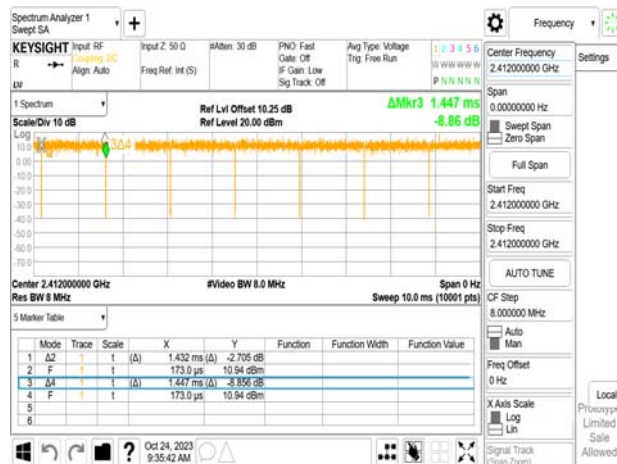 Spectrum Analyzer 1
Swept SA
KEYSIGHT
R
Input: RF
Coupling: DC
Align: Auto
Input Z: 50 Ω
Freq Ref: Int (S)
#Atten: 30 dB
PNO: Fast
Gate: Off
IF Gain: Low
Sig Track: Off
Avg Type: Voltage
Trig: Free Run
1 2 3 4 5 6
W W W W W W
P N N N N N
1 Spectrum
Scale/Div 10 dB
Ref Lvl Offset 10.25 dB
Ref Level 20.00 dBm
ΔMkr3 1.447 ms
-8.86 dB
Log
10.0
0.00
-10.0
-20.0
-30.0
-40.0
-50.0
-60.0
-70.0
3Δ4
Center 2.412000000 GHz
Res BW 8 MHz
#Video BW 8.0 MHz
Span 0 Hz
Sweep 10.0 ms (10001 pts)
5 Marker Table
Mode Trace Scale X Y Function Function Width Function Value
1 Δ2 1 t (Δ) 1.432 ms (Δ) -2.705 dB
2 F 1 t 173.0 µs 10.94 dBm
3 Δ4 1 t (Δ) 1.447 ms (Δ) -8.856 dB
4 F 1 t 173.0 µs 10.94 dBm
5
6
?
Oct 24, 2023
9:35:42 AM
Frequency
Settings
Center Frequency
2.412000000 GHz
Span
0.00000000 Hz
Swept Span
Zero Span
Full Span
Start Freq
2.412000000 GHz
Stop Freq
2.412000000 GHz
AUTO TUNE
CF Step
8.000000 MHz
Auto
Man
Freq Offset
0 Hz
X Axis Scale
Log
Lin
Signal Track
(Span Zoom)
Local
Prototype
Limited
Sale
Allowed